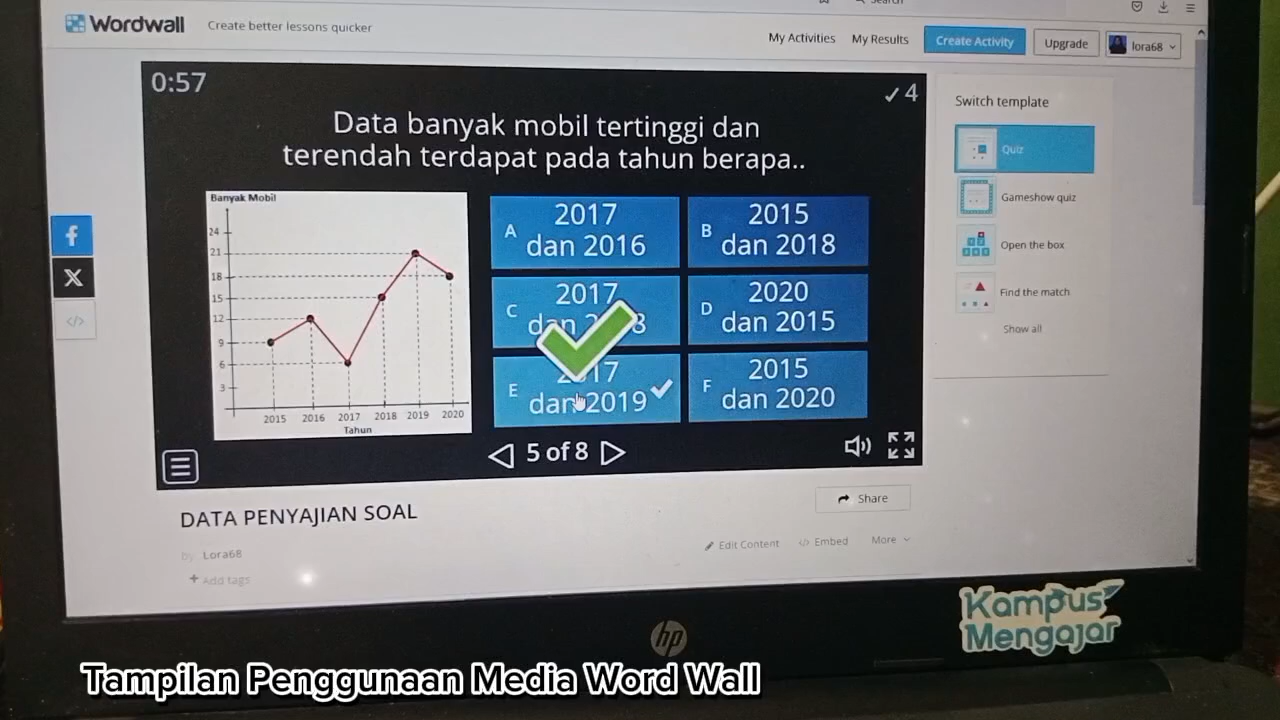 Search
Wordwall
Create better lessons quicker
My Activities
My Results
Create Activity
Upgrade
lora68
0:57
✓ 4
Data banyak mobil tertinggi dan
terendah terdapat pada tahun berapa..
Banyak Mobil
24
21
18
15
12
9
6
3
2015 2016 2017 2018 2019 2020
Tahun
A
2017
dan 2016
B
2015
dan 2018
C
2017
D
2020
dan 2015
E
2017
dan 2019
F
2015
dan 2020
5 of 8
Switch template
Quiz
Gameshow quiz
Open the box
Find the match
Show all
f
X
</>
DATA PENYAJIAN SOAL
Share
by Lora68
+ Add tags
Edit Content
</> Embed
More
hp
Kampus
Mengajar
Tampilan Penggunaan Media Word Wall